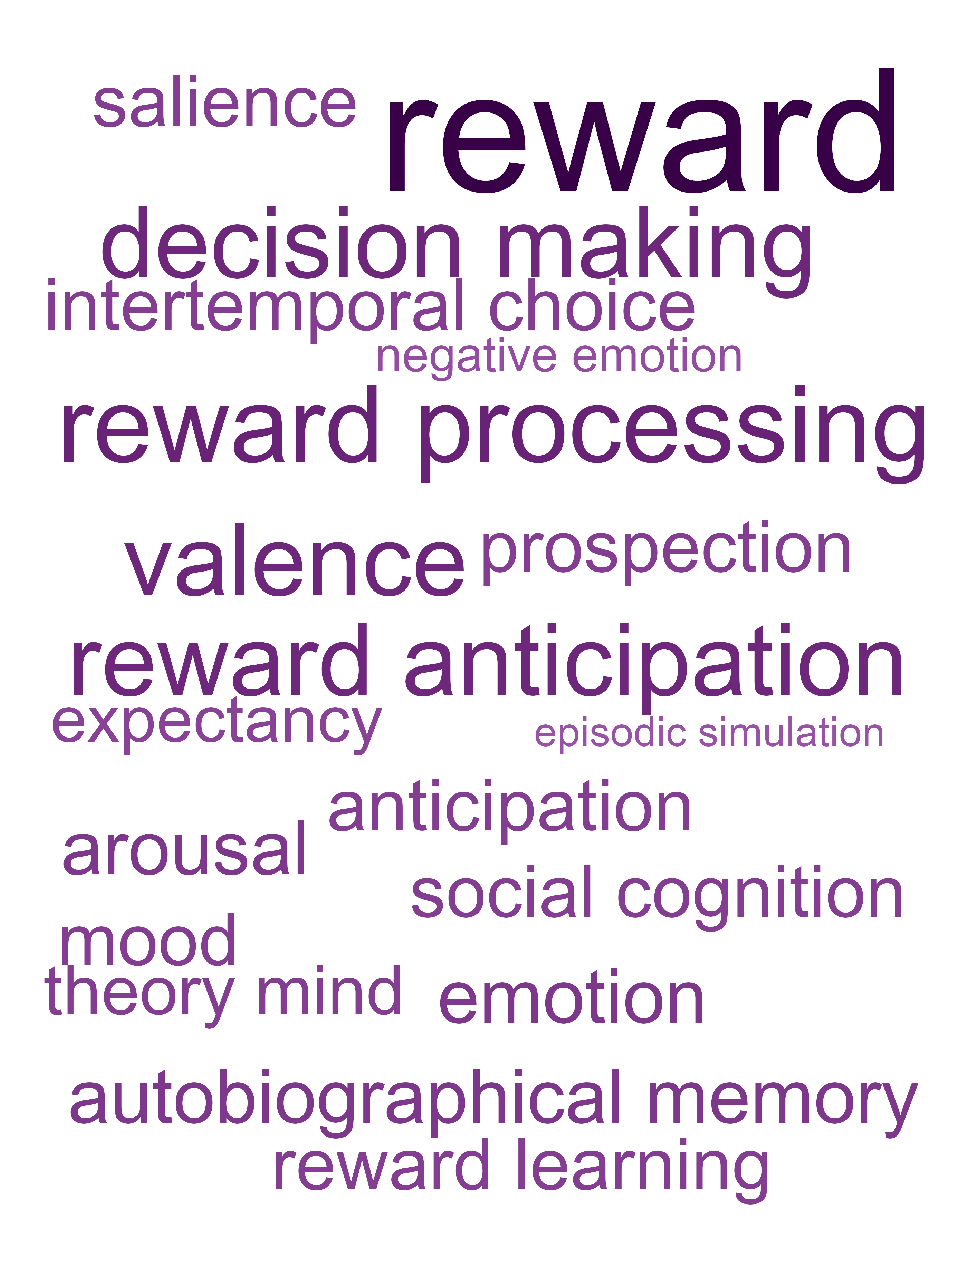 salience
reward
decision making
intertemporal choice
negative emotion
reward processing
valence
prospection
reward anticipation
expectancy
episodic simulation
anticipation
arousal
social cognition
mood
theory mind
emotion
autobiographical memory
reward learning